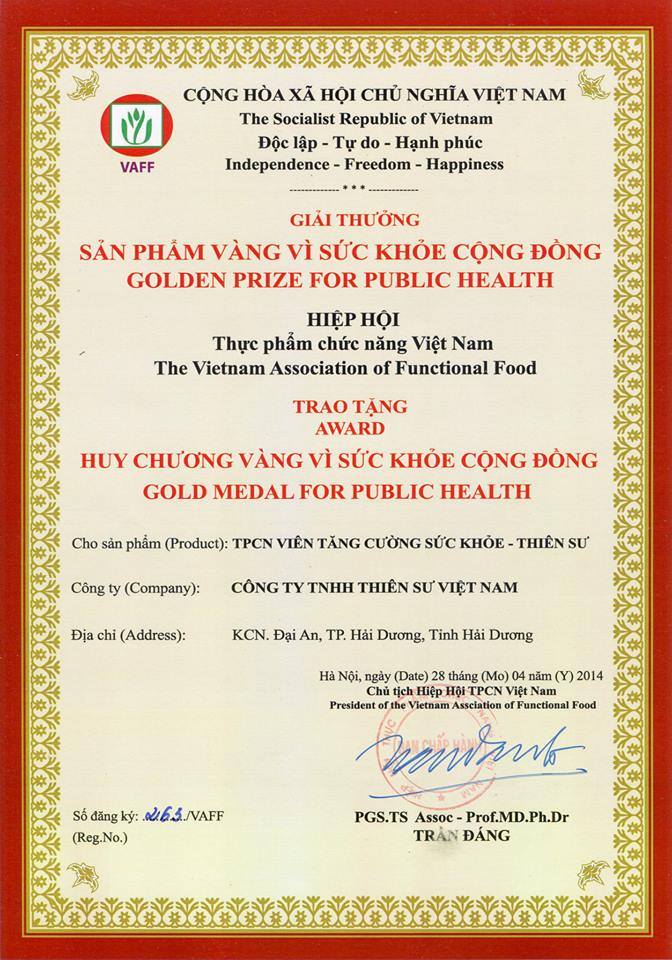 VAFF
CỘNG HÒA XÃ HỘI CHỦ NGHĨA VIỆT NAM
The Socialist Republic of Vietnam
Độc lập - Tự do - Hạnh phúc
Independence - Freedom - Happiness
------------- * * * -------------
GIẢI THƯỞNG
SẢN PHẨM VÀNG VÌ SỨC KHỎE CỘNG ĐỒNG
GOLDEN PRIZE FOR PUBLIC HEALTH
HIỆP HỘI
Thực phẩm chức năng Việt Nam
The Vietnam Association of Functional Food
TRAO TẶNG
AWARD
HUY CHƯƠNG VÀNG VÌ SỨC KHỎE CỘNG ĐỒNG
GOLD MEDAL FOR PUBLIC HEALTH
Cho sản phẩm (Product): TPCN VIÊN TĂNG CƯỜNG SỨC KHỎE - THIÊN SƯ
Công ty (Company): CÔNG TY TNHH THIÊN SƯ VIỆT NAM
Địa chỉ (Address): KCN. Đại An, TP. Hải Dương, Tỉnh Hải Dương
Hà Nội, ngày (Date) 28 tháng (Mo) 04 năm (Y) 2014
Chủ tịch Hiệp Hội TPCN Việt Nam
President of the Vietnam Assciation of Functional Food
BAN CHẤP HÀNH
Số đăng ký: 263./VAFF
(Reg.No.)
PGS.TS Assoc - Prof.MD.Ph.Dr
TRẦN ĐÁNG